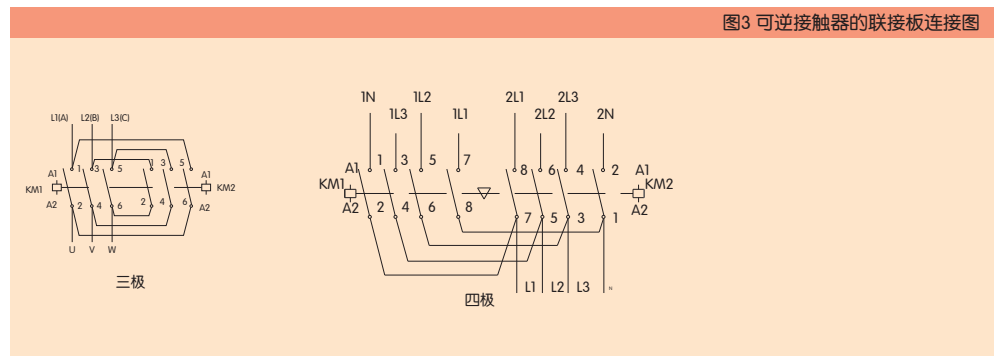 图3 可逆接触器的联接板连接图
L1(A) L2(B) L3(C)
1 3 5 1 3 5
A1 A1
KM1 KM2
A2 2 4 6 2 4 6 A2
U V W
三极
1N 1L2 2L1 2L3
1L3 1L1 2L2 2N
A1 1 3 5 7 8 6 4 2 A1
KM1 KM2
A2 2 4 6 8 7 5 3 1 A2
L1 L2 L3 N
四极